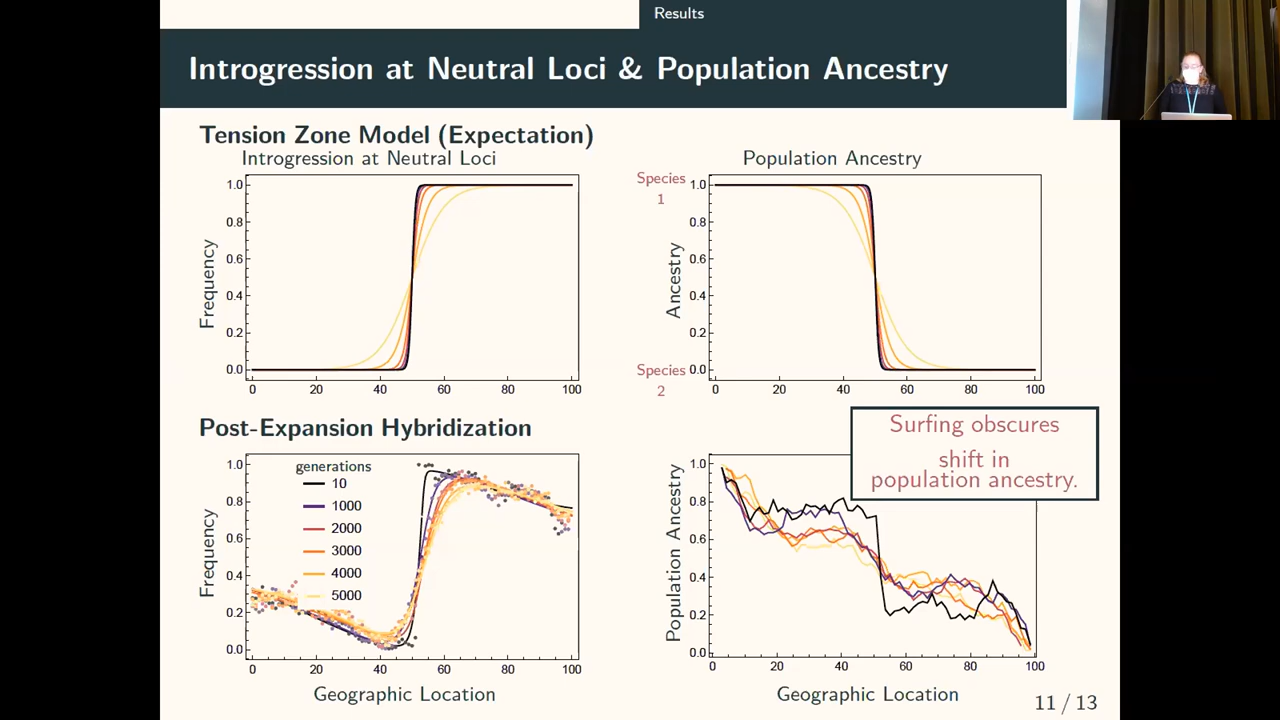 Results
Introgression at Neutral Loci & Population Ancestry
Tension Zone Model (Expectation)
Introgression at Neutral Loci
Frequency
1.0
0.8
0.6
0.4
0.2
0.0
0 20 40 60 80 100
Population Ancestry
Species
1
Species
2
Ancestry
1.0
0.8
0.6
0.4
0.2
0.0
0 20 40 60 80 100
Post-Expansion Hybridization
Frequency
1.0
0.8
0.6
0.4
0.2
0.0
generations
10
1000
2000
3000
4000
5000
0 20 40 60 80 100
Geographic Location
Surfing obscures
shift in
population ancestry.
Population Ancestry
1.0
0.8
0.6
0.4
0.2
0.0
0 20 40 60 80 100
Geographic Location
11 / 13